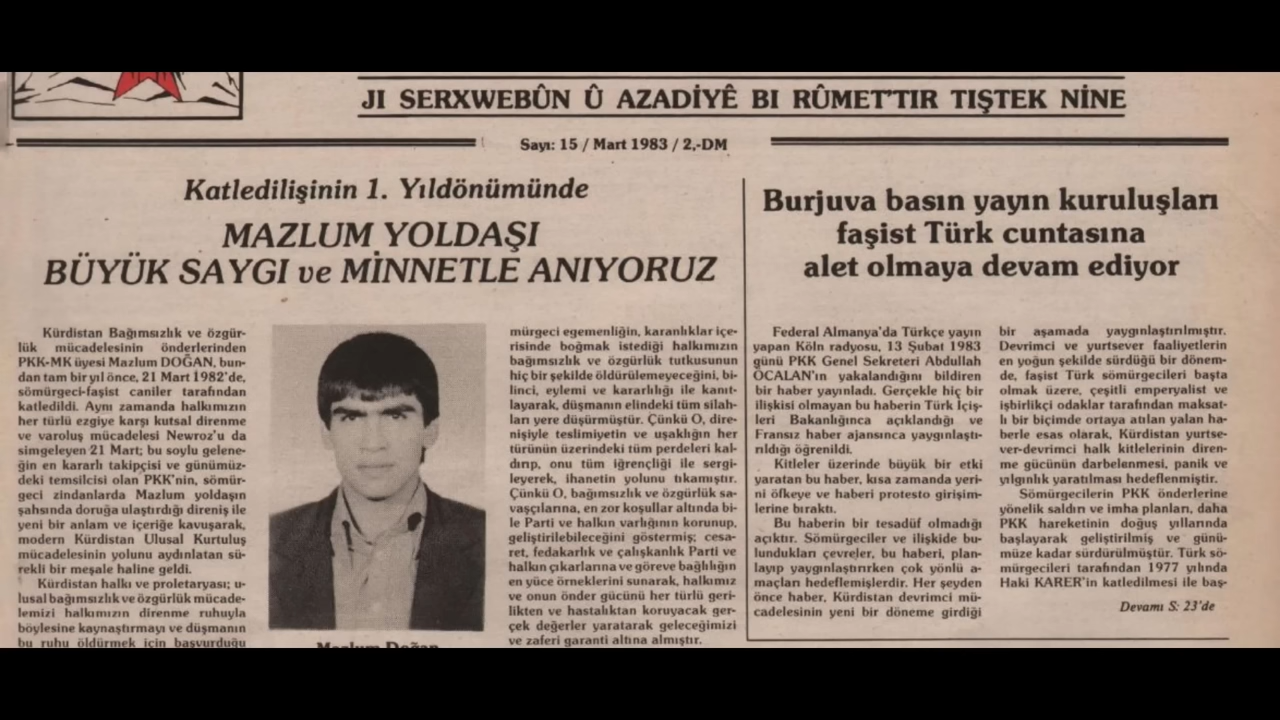 JI SERXWEBÛN Û AZADIYÊ BI RÛMET'TIR TIŞTEK NİNE
Sayı: 15 / Mart 1983 / 2,-DM
Katledilişinin 1. Yıldönümünde
MAZLUM YOLDAŞI
BÜYÜK SAYGI ve MİNNETLE ANIYORUZ
Kürdistan Bağımsızlık ve özgür-
lük mücadelesinin önderlerinden
PKK-MK üyesi Mazlum DOĞAN, bun-
dan tam bir yıl önce, 21 Mart 1982'de,
sömürgeci-faşist caniler tarafından
katledildi. Aynı zamanda halkımızın
her türlü ezgiye karşı kutsal direnme
ve varoluş mücadelesi Newroz'u da
simgeleyen 21 Mart; bu soylu gelene-
ğin en kararlı takipçisi ve günümüz-
deki temsilcisi olan PKK'nin, sömür-
geci zindanlarda Mazlum yoldaşın
şahsında doruğa ulaştırdığı direniş ile
yeni bir anlam ve içeriğe kavuşarak,
modern Kürdistan Ulusal Kurtuluş
mücadelesinin yolunu aydınlatan sü-
rekli bir meşale haline geldi.
Kürdistan halkı ve proletaryası; u-
lusal bağımsızlık ve özgürlük mücade-
lemizi halkımızın direnme ruhuyla
böylesine kaynaştırmayı ve düşmanın
bu ruhu öldürmek için başvurduğu
Mazlum Doğan
mürgeci egemenliğin, karanlıklar içe-
risinde boğmak istediği halkımızın
bağımsızlık ve özgürlük tutkusunun
hiç bir şekilde öldürülemeyeceğini, bi-
linci, eylemi ve kararlılığı ile kanıt-
layarak, düşmanın elindeki tüm silah-
ları yere düşürmüştür. Çünkü O, dire-
nişiyle teslimiyetin ve uşaklığın her
türünün üzerindeki tüm perdeleri kal-
dırıp, onu tüm iğrençliği ile sergi-
leyerek, ihanetin yolunu tıkamıştır.
Çünkü O, bağımsızlık ve özgürlük sa-
vaşçılarına, en zor koşullar altında bi-
le Parti ve halkın varlığının korunup,
geliştirilebileceğini göstermiş; cesa-
ret, fedakarlık ve çalışkanlık Parti ve
halkın çıkarlarına ve göreve bağlılığın
en yüce örneklerini sunarak, halkımız
ve onun önder gücünü her türlü geri-
likten ve hastalıktan koruyacak ger-
çek değerler yaratarak geleceğimizi
ve zaferi garanti altına almıştır.
Burjuva basın yayın kuruluşları
faşist Türk cuntasına
alet olmaya devam ediyor
Federal Almanya'da Türkçe yayın
yapan Köln radyosu, 13 Şubat 1983
günü PKK Genel Sekreteri Abdullah
ÖCALAN'ın yakalandığını bildiren
bir haber yayınladı. Gerçekle hiç bir
ilişkisi olmayan bu haberin Türk İçiş-
leri Bakanlığınca açıklandığı ve
Fransız haber ajansınca yaygınlaştı-
rıldığı öğrenildi.
Kitleler üzerinde büyük bir etki
yaratan bu haber, kısa zamanda yeri-
ni öfkeye ve haberi protesto girişim-
lerine bıraktı.
Bu haberin bir tesadüf olmadığı
açıktır. Sömürgeciler ve ilişkide bu-
lundukları çevreler, bu haberi, plan-
layıp yaygınlaştırırken çok yönlü a-
maçları hedeflemişlerdir. Her şeyden
önce haber, Kürdistan devrimci mü-
cadelesinin yeni bir döneme girdiği
bir aşamada yaygınlaştırılmıştır.
Devrimci ve yurtsever faaliyetlerin
en yoğun şekilde sürdüğü bir dönem-
de, faşist Türk sömürgecileri başta
olmak üzere, çeşitli emperyalist ve
işbirlikçi odaklar tarafından maksat-
lı bir biçimde ortaya atılan yalan ha-
berle esas olarak, Kürdistan yurtse-
ver-devrimci halk kitlelerinin diren-
me gücünün darbelenmesi, panik ve
yılgınlık yaratılması hedeflenmiştir.
Sömürgecilerin PKK önderlerine
yönelik saldırı ve imha planları, daha
PKK hareketinin doğuş yıllarında
başlayarak geliştirilmiş ve günü-
müze kadar sürdürülmüştür. Türk sö-
mürgecileri tarafından 1977 yılında
Haki KARER'in katledilmesi ile baş-
Devamı S: 23'de